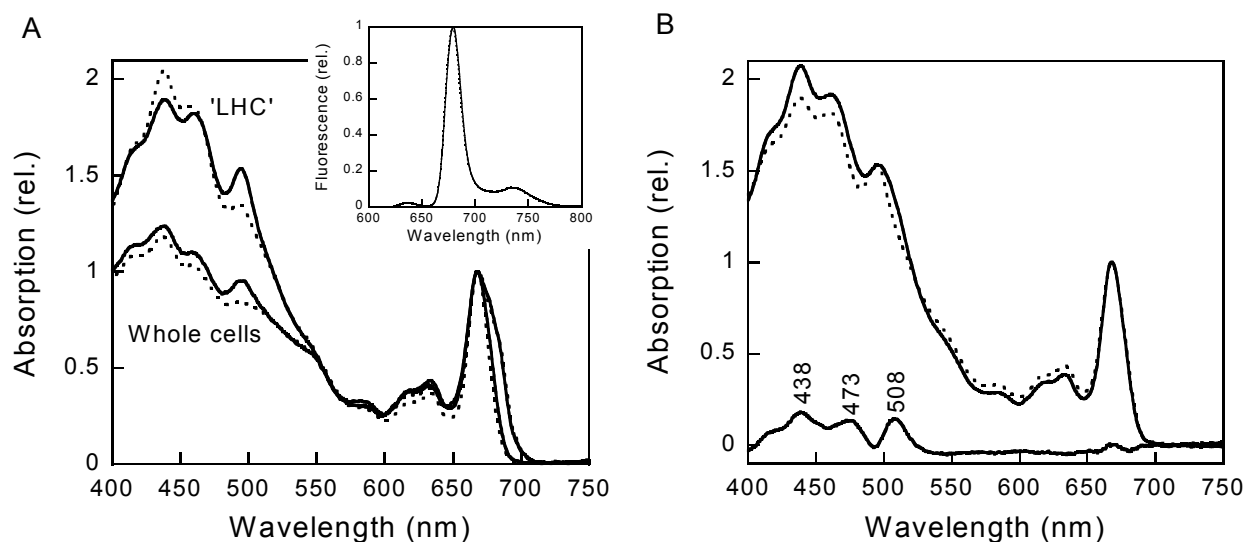 A
Absorption (rel.)
2
1.5
1
0.5
0
'LHC'
Whole cells
400 450 500 550 600 650 700 750
Wavelength (nm)
Fluorescence (rel.)
1
0.8
0.6
0.4
0.2
0
600 650 700 750 800
Wavelength (nm)
B
Absorption (rel.)
2
1.5
1
0.5
0
438 473 508
400 450 500 550 600 650 700 750
Wavelength (nm)